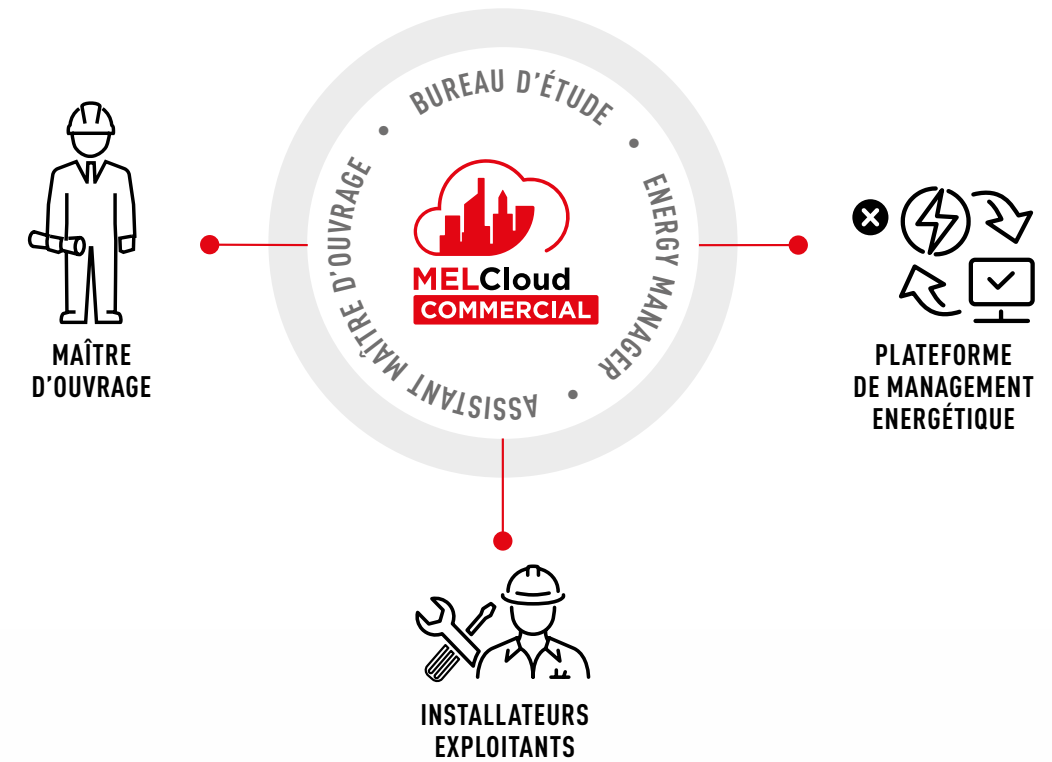 BUREAU D'ÉTUDE • ENERGY MANAGER • ASSISTANT MAÎTRE D'OUVRAGE •
MELCloud
COMMERCIAL
MAÎTRE
D'OUVRAGE
PLATEFORME
DE MANAGEMENT
ENERGÉTIQUE
INSTALLATEURS
EXPLOITANTS